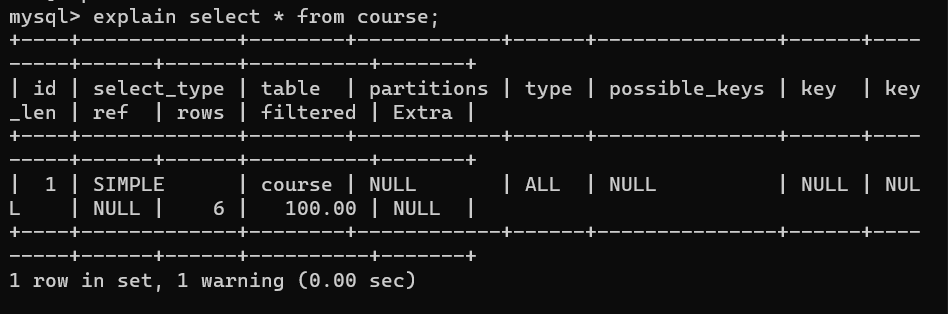 mysql> explain select * from course;
+----+-------------+--------+------------+------+---------------+------+----
-----+------+------+----------+-------+
| id | select_type | table  | partitions | type | possible_keys | key  | key
_len | ref  | rows | filtered | Extra |
+----+-------------+--------+------------+------+---------------+------+----
-----+------+------+----------+-------+
|  1 | SIMPLE      | course | NULL       | ALL  | NULL          | NULL | NUL
L    | NULL |    6 |   100.00 | NULL  |
+----+-------------+--------+------------+------+---------------+------+----
-----+------+------+----------+-------+
1 row in set, 1 warning (0.00 sec)